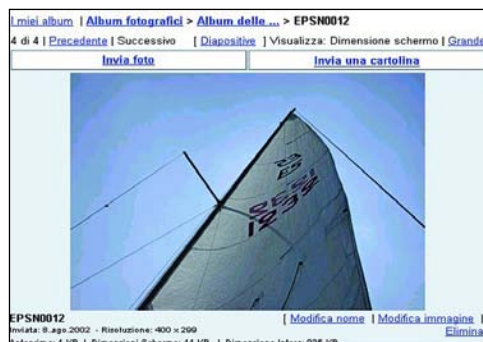 I miei album | Album fotografici > Album delle ... > EPSN0012
4 di 4 | Precedente | Successivo [ Diapositive ] Visualizza: Dimensione schermo | Grande
Invia foto Invia una cartolina
EPSN0012 [ Modifica nome | Modifica immagine |
Inviata: 8.ago.2002 - Risoluzione: 400 x 299 Elimina